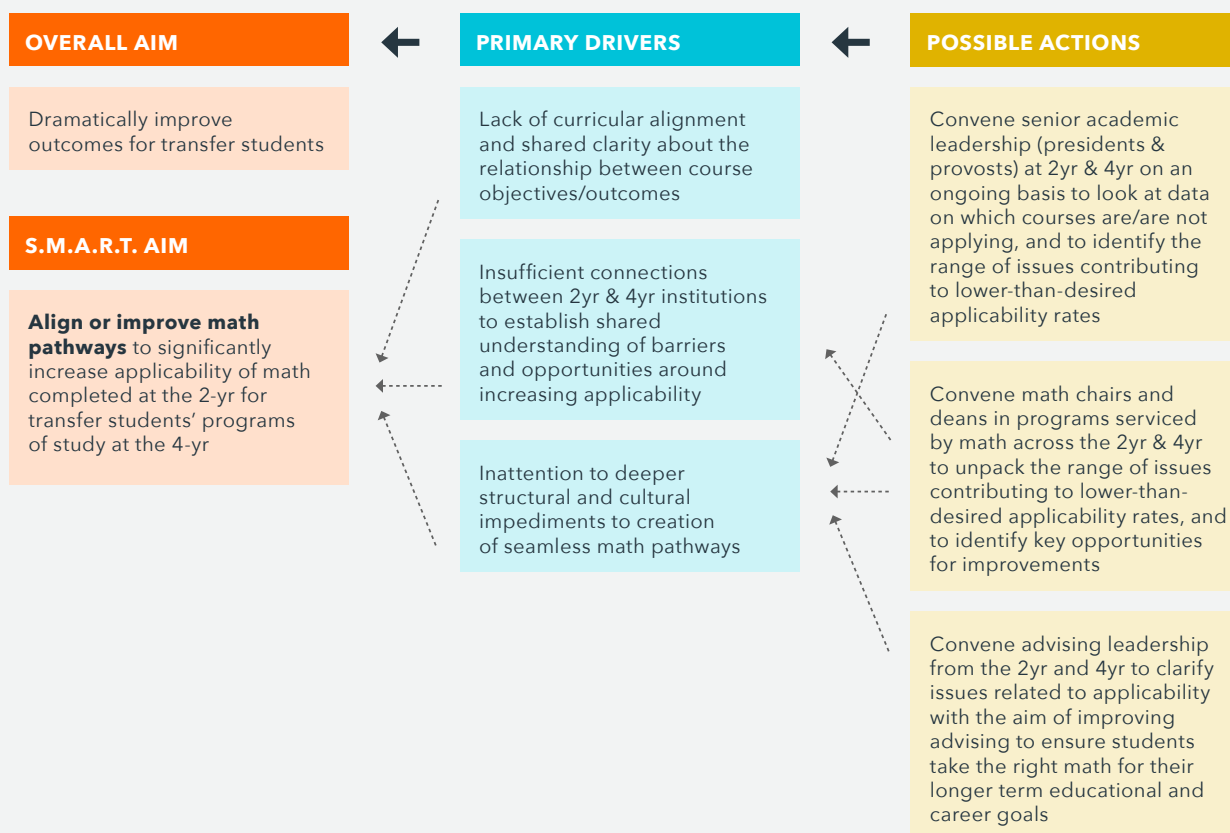 OVERALL AIM
Dramatically improve
outcomes for transfer students
S.M.A.R.T. AIM
Align or improve math
pathways to significantly
increase applicability of math
completed at the 2-yr for
transfer students’ programs
of study at the 4-yr
PRIMARY DRIVERS
Lack of curricular alignment
and shared clarity about the
relationship between course
objectives/outcomes
Insufficient connections
between 2yr & 4yr institutions
to establish shared
understanding of barriers
and opportunities around
increasing applicability
Inattention to deeper
structural and cultural
impediments to creation
of seamless math pathways
POSSIBLE ACTIONS
Convene senior academic
leadership (presidents &
provosts) at 2yr & 4yr on an
ongoing basis to look at data
on which courses are/are not
applying, and to identify the
range of issues contributing
to lower-than-desired
applicability rates
Convene math chairs and
deans in programs serviced
by math across the 2yr & 4yr
to unpack the range of issues
contributing to lower-than-
desired applicability rates, and
to identify key opportunities
for improvements
Convene advising leadership
from the 2yr and 4yr to clarify
issues related to applicability
with the aim of improving
advising to ensure students
take the right math for their
longer term educational and
career goals